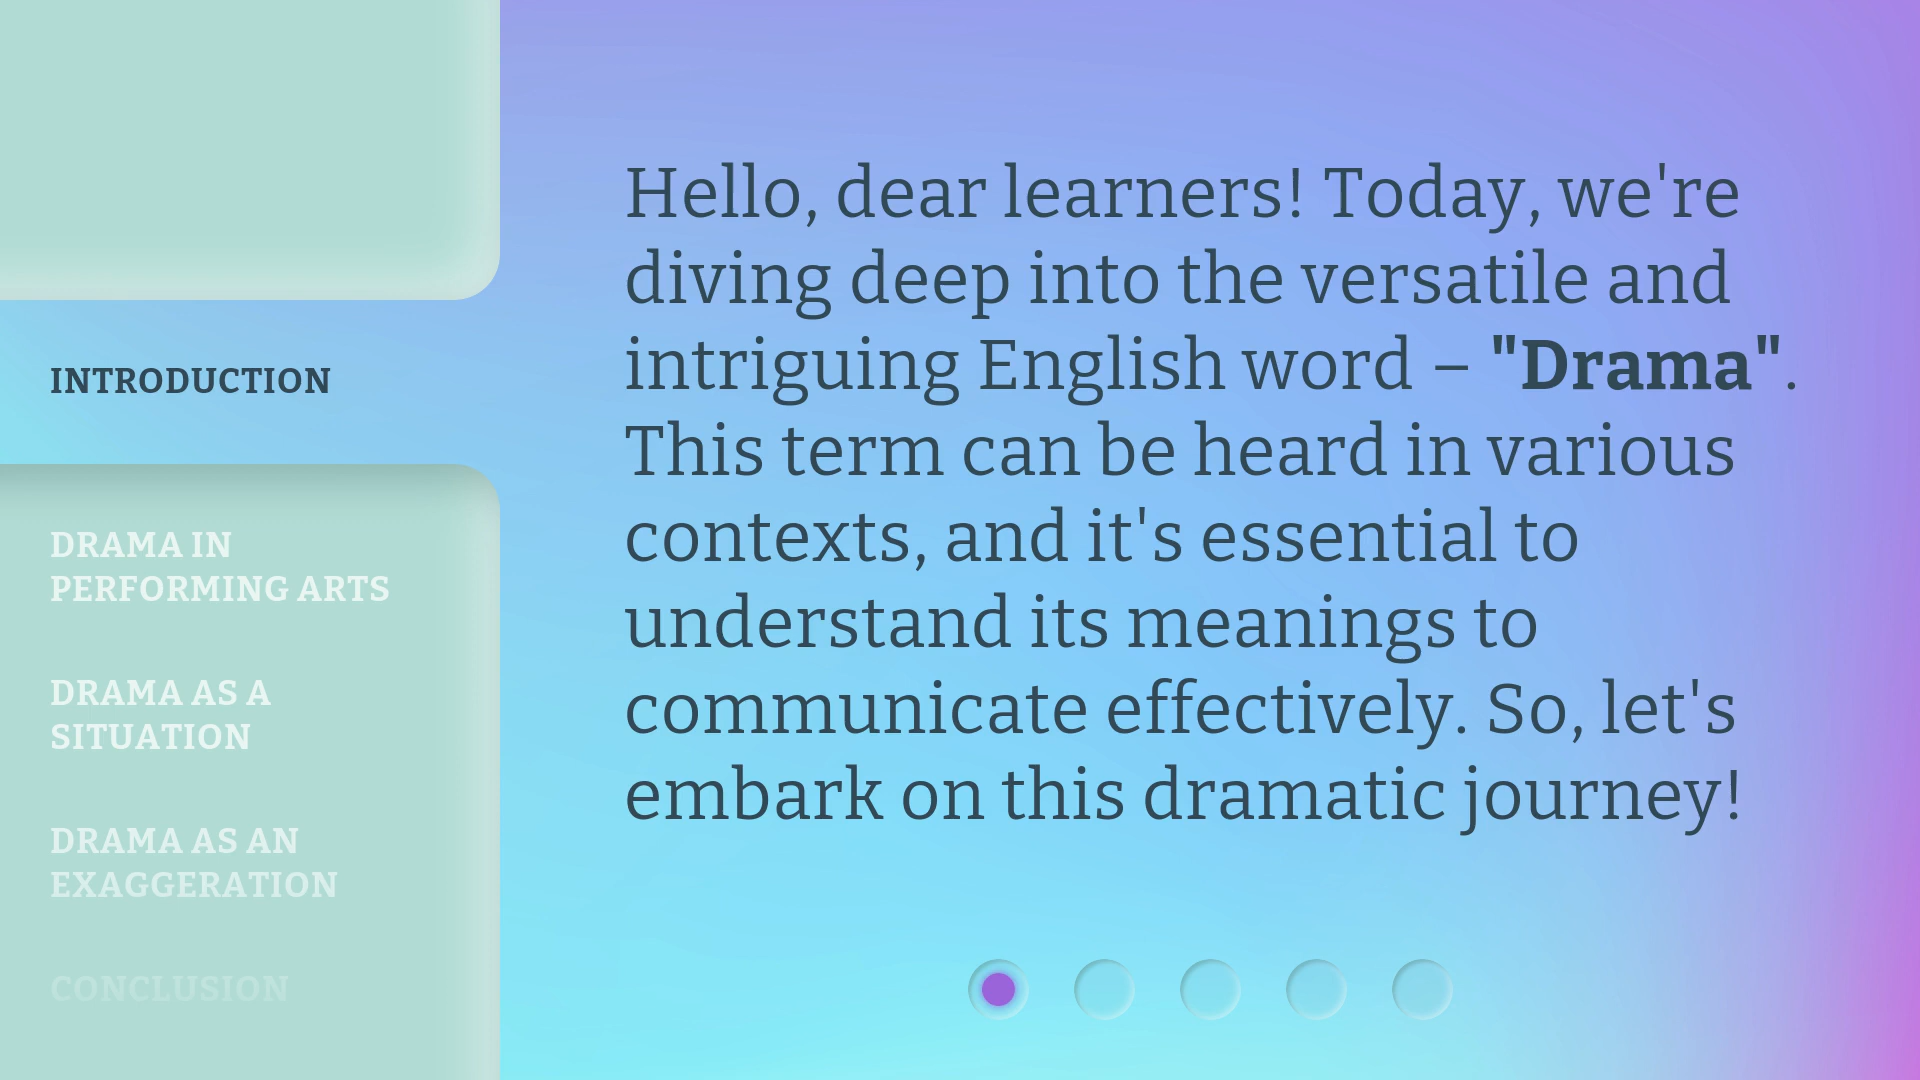 INTRODUCTION
DRAMA IN
PERFORMING ARTS
DRAMA AS A
SITUATION
DRAMA AS AN
EXAGGERATION
CONCLUSION
Hello, dear learners! Today, we're
diving deep into the versatile and
intriguing English word – "Drama".
This term can be heard in various
contexts, and it's essential to
understand its meanings to
communicate effectively. So, let's
embark on this dramatic journey!